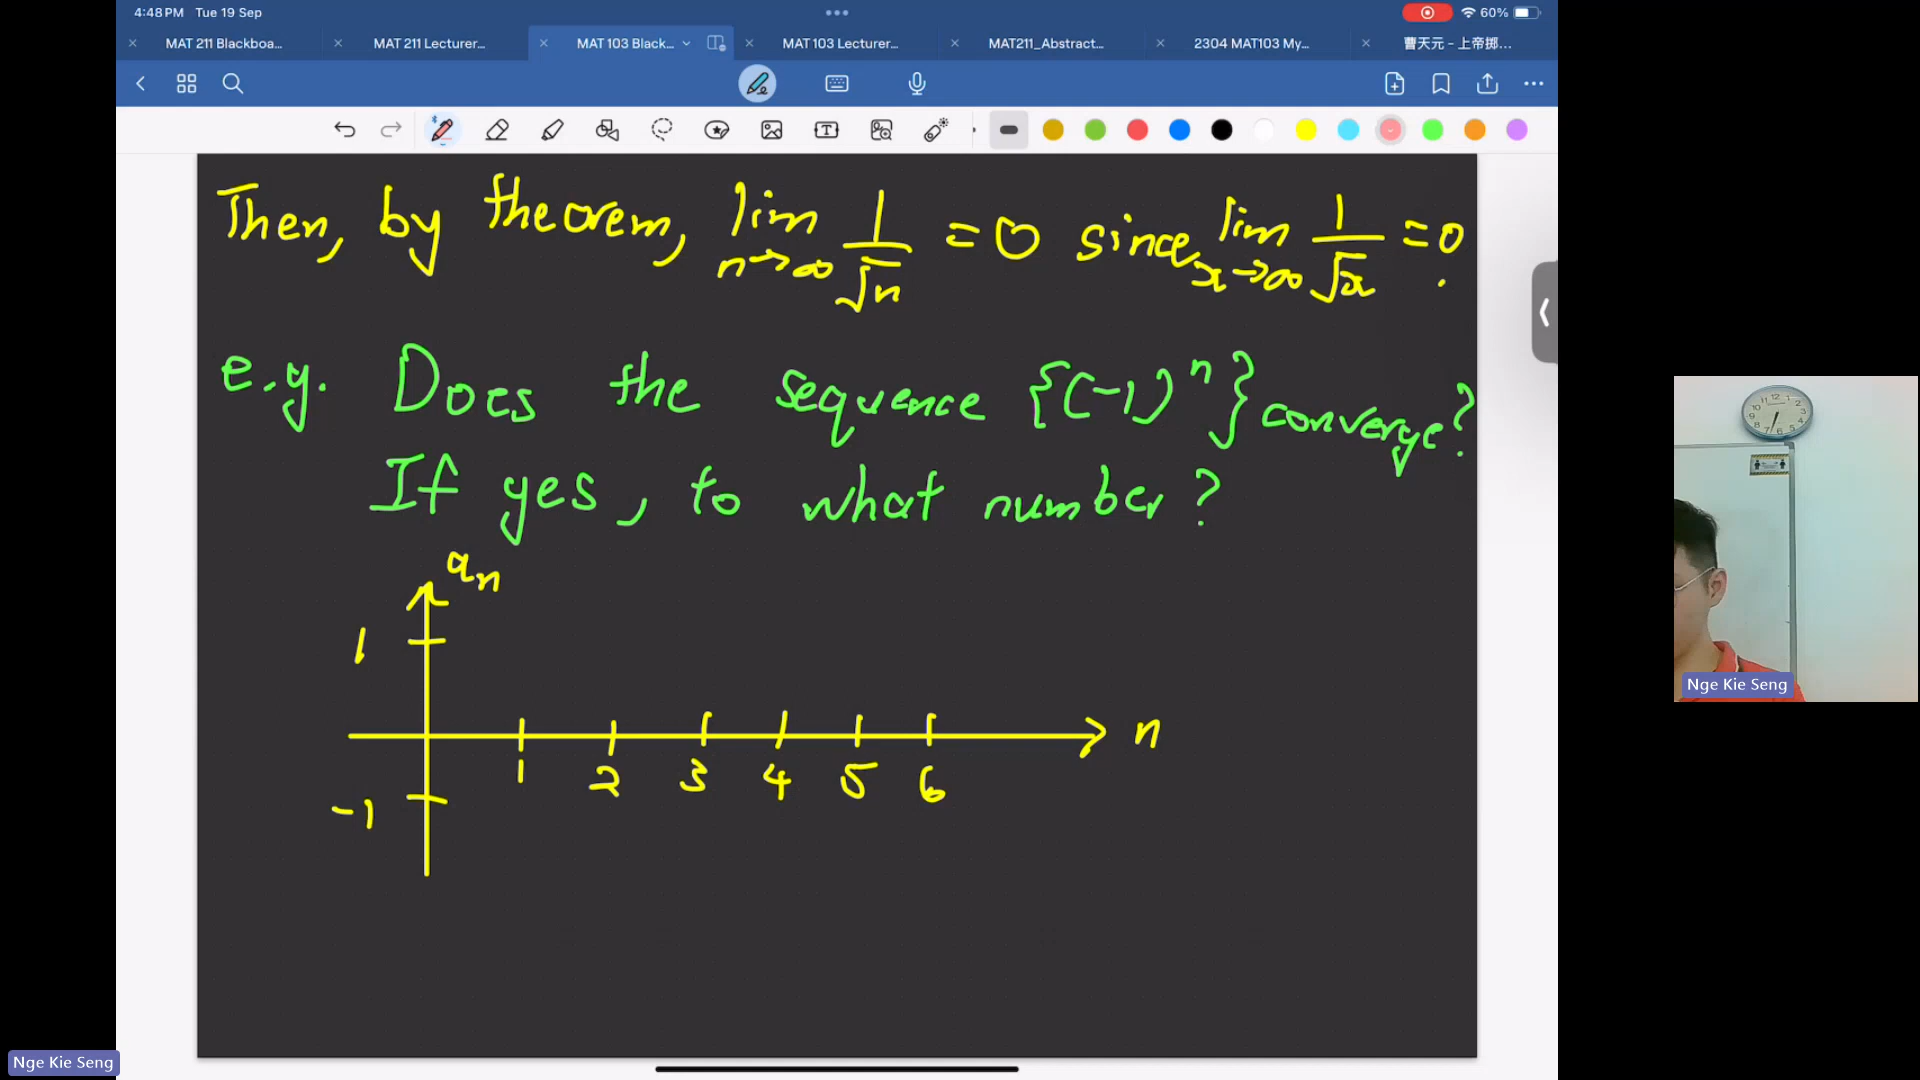 4:48 PM Tue 19 Sep
60%
MAT 211 Blackboa...
MAT 211 Lecturer...
MAT 103 Black...
MAT 103 Lecturer...
MAT211_Abstract...
2304 MAT103 My...
曹天元 - 上帝掷...
Then, by theorem, lim n→∞ 1/√n = 0 since lim x→∞ 1/√x = 0.
e.g. Does the sequence {(-1)^n} converge?
If yes, to what number?
aₙ
1
n
1 2 3 4 5 6
-1
Nge Kie Seng
Nge Kie Seng